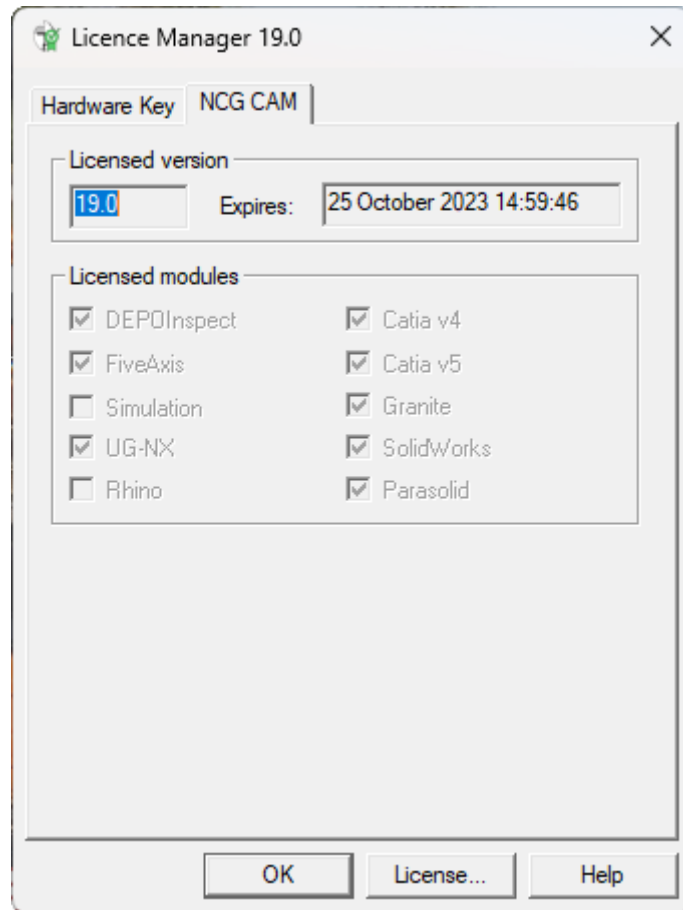 Licence Manager 19.0
Hardware Key NCG CAM
Licensed version
19.0 Expires: 25 October 2023 14:59:46
Licensed modules
DEPOInspect Catia v4
FiveAxis Catia v5
Simulation Granite
UG-NX SolidWorks
Rhino Parasolid
OK License... Help